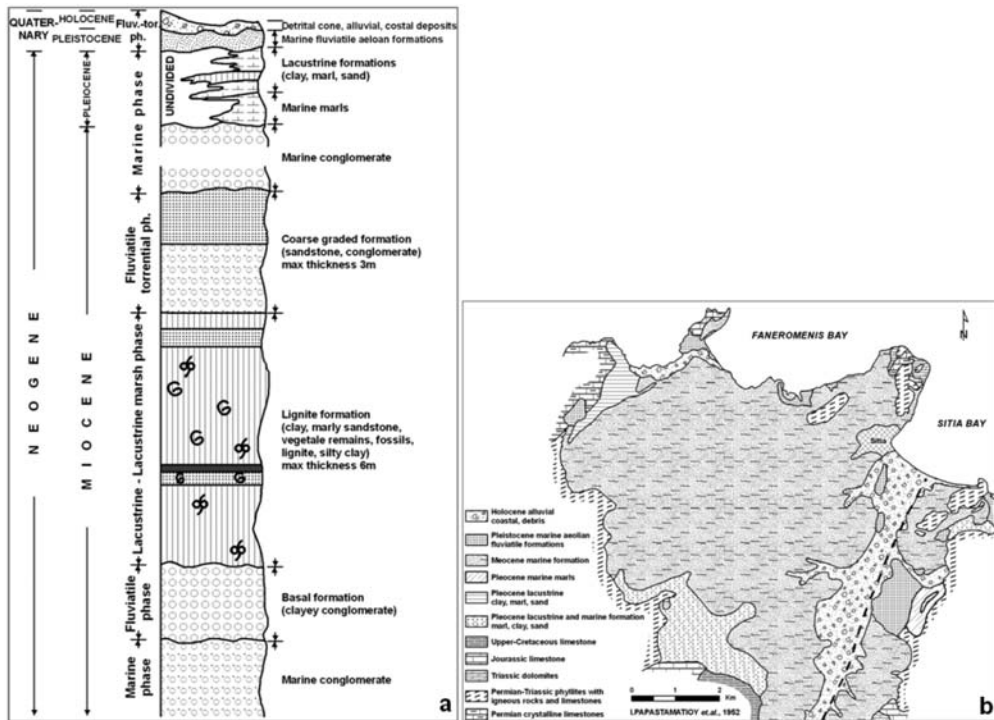 QUATER-
NARY
HOLOCENE
PLEISTOCENE
Fluv.-tor.
ph.
Detrital cone, alluvial, costal deposits
Marine fluviatile aeloan formations
NEOGENE
PLEIOCENE
MIOCENE
Marine phase
UNDIVIDED
Lacustrine formations
(clay, marl, sand)
Marine marls
Marine conglomerate
Fluviatile
torrential ph.
Coarse graded formation
(sandstone, conglomerate)
max thickness 3m
Lacustrine - Lacustrine marsh phase
Lignite formation
(clay, marly sandstone,
vegetale remains, fossils,
lignite, silty clay)
max thickness 6m
Fluviatile
phase
Basal formation
(clayey conglomerate)
Marine
phase
Marine conglomerate
a
FANEROMENIS BAY
N
SITIA BAY
Sitia
Holocene alluvial
coastal, debris
Pleistocene marine aeolian
fluviatile formations
Meocene marine formation
Pleocene marine marls
Pleocene lacustrine
clay, marl, sand
Pleocene lacustrine and marine formation
marl, clay, sand
Upper-Cretaceous limestone
Jourassic limestone
Triassic dolomites
Permian-Triassic phytlites with
igneous rocks and limestones
Permian crystalline limestones
0 1 2
Km
I.PAPASTAMATIOY et.al., 1952
b